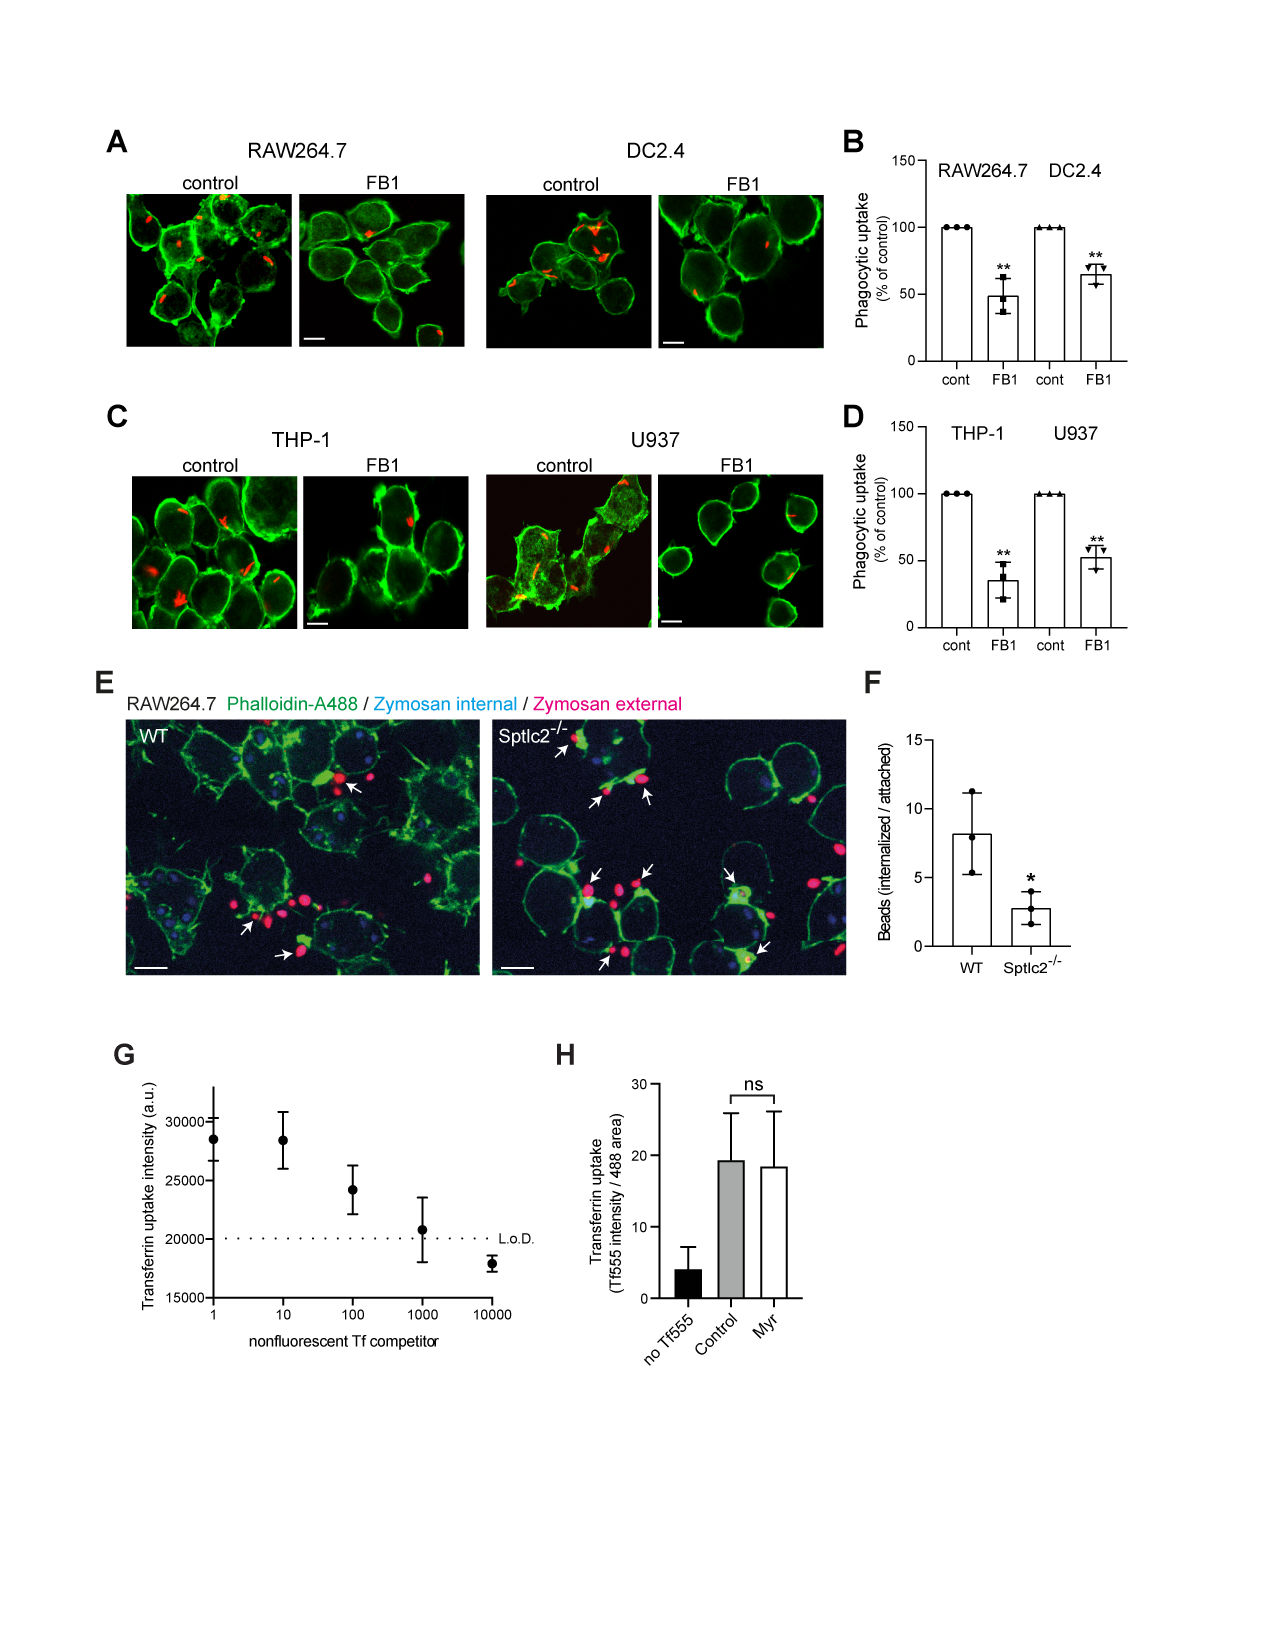 A
RAW264.7
DC2.4
control
FB1
control
FB1
B
150
100
50
0
Phagocytic uptake
(% of control)
RAW264.7
DC2.4
**
**
cont
FB1
cont
FB1
C
THP-1
U937
control
FB1
control
FB1
D
150
100
50
0
Phagocytic uptake
(% of control)
THP-1
U937
**
**
cont
FB1
cont
FB1
E
RAW264.7 Phalloidin-A488 / Zymosan internal / Zymosan external
WT
Sptlc2-/-
F
15
10
5
0
Beads (internalized / attached)
*
WT
Sptlc2-/-
G
Transferrin uptake intensity (a.u.)
30000
25000
20000
15000
L.o.D.
1
10
100
1000
10000
nonfluorescent Tf competitor
H
Transferrin uptake
(Tf555 intensity / 488 area)
30
20
10
0
ns
no Tf555
Control
Myr